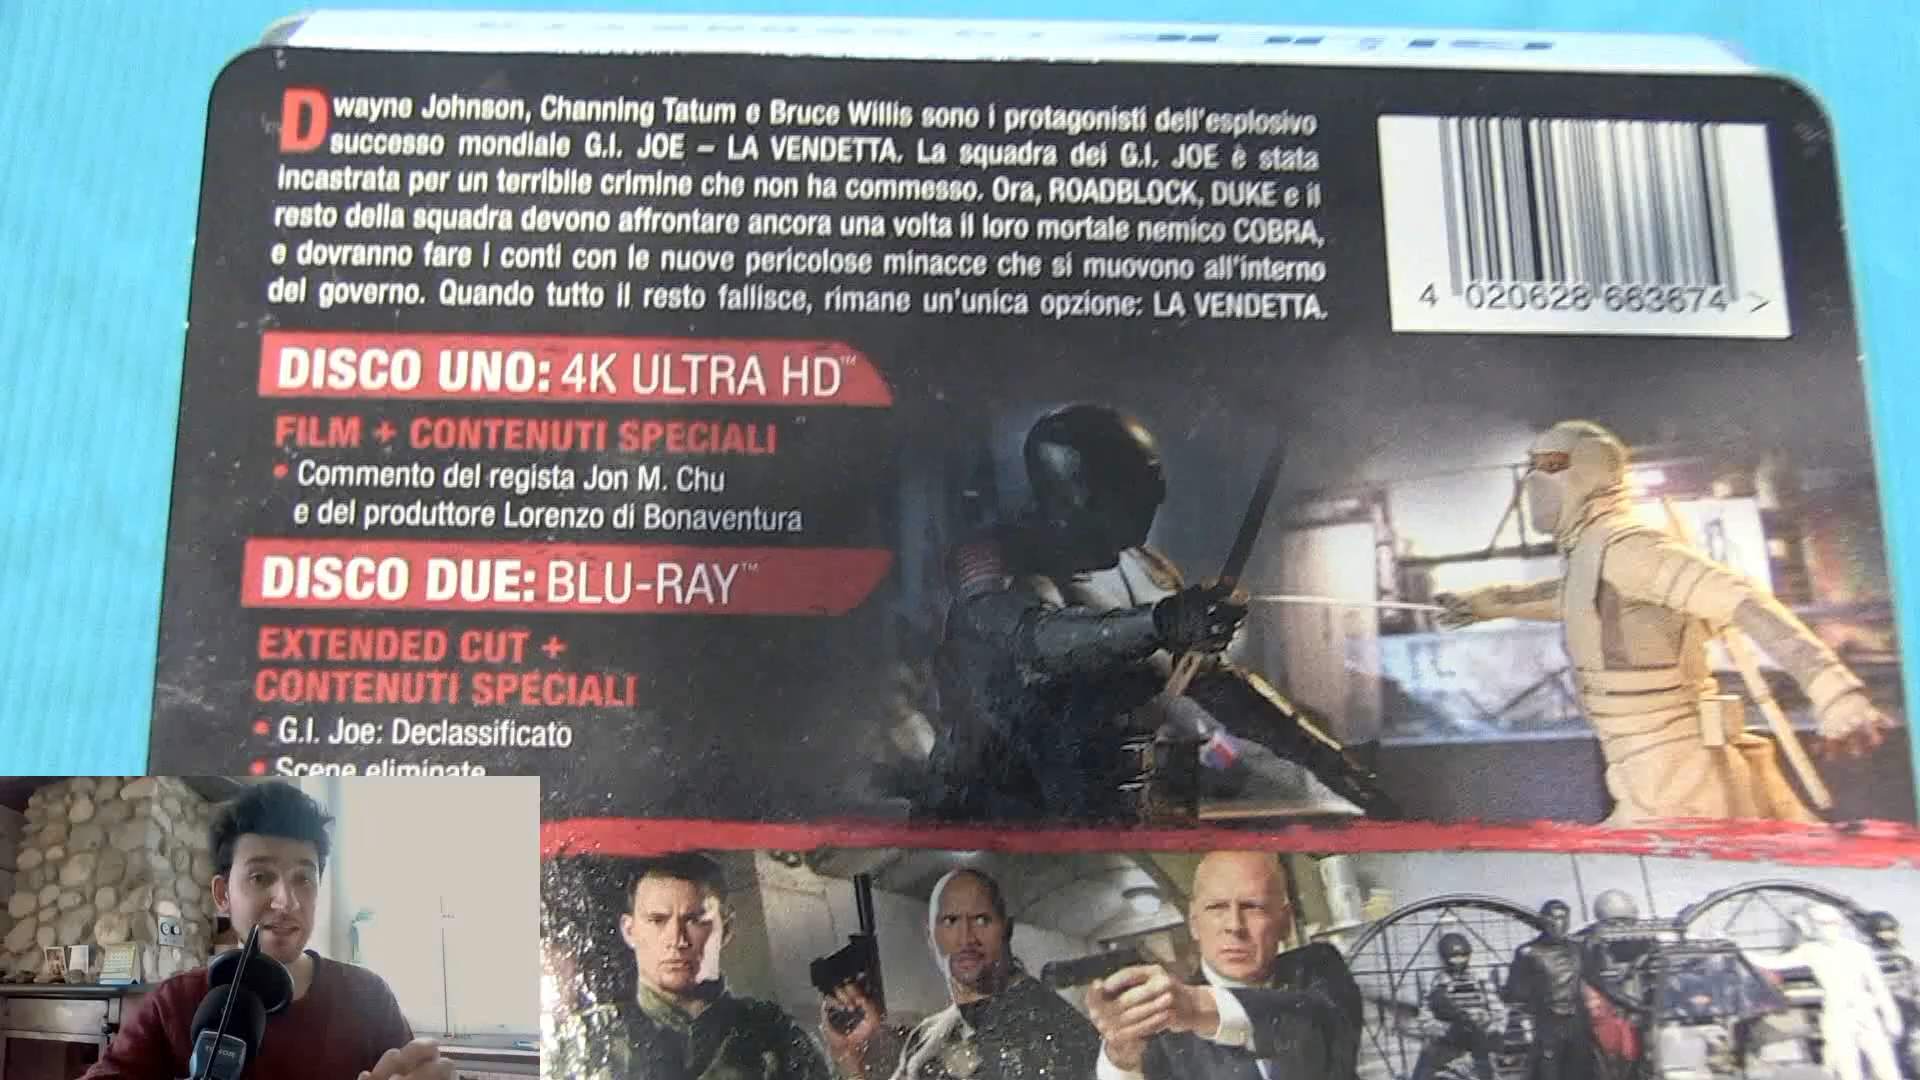 Dwayne Johnson, Channing Tatum e Bruce Willis sono i protagonisti dell'esplosivo
successo mondiale G.I. JOE – LA VENDETTA. La squadra dei G.I. JOE è stata
incastrata per un terribile crimine che non ha commesso. Ora, ROADBLOCK, DUKE e il
resto della squadra devono affrontare ancora una volta il loro mortale nemico COBRA,
e dovranno fare i conti con le nuove pericolose minacce che si muovono all'interno
del governo. Quando tutto il resto fallisce, rimane un'unica opzione: LA VENDETTA.
4 020628 663674 >
DISCO UNO: 4K ULTRA HD™
FILM + CONTENUTI SPECIALI
• Commento del regista Jon M. Chu
e del produttore Lorenzo di Bonaventura
DISCO DUE: BLU-RAY™
EXTENDED CUT +
CONTENUTI SPECIALI
• G.I. Joe: Declassificato
• Scene eliminate